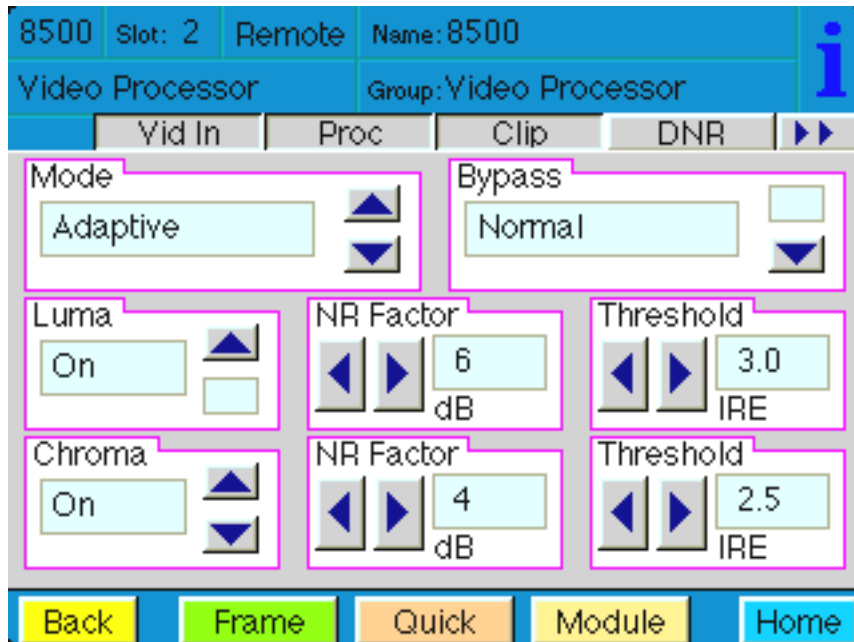 8500 Slot: 2 Remote Name: 8500
Video Processor Group: Video Processor
Vid In Proc Clip DNR
Mode Bypass
Adaptive Normal
Luma NR Factor Threshold
On 6 3.0
dB IRE
Chroma NR Factor Threshold
On 4 2.5
dB IRE
Back Frame Quick Module Home